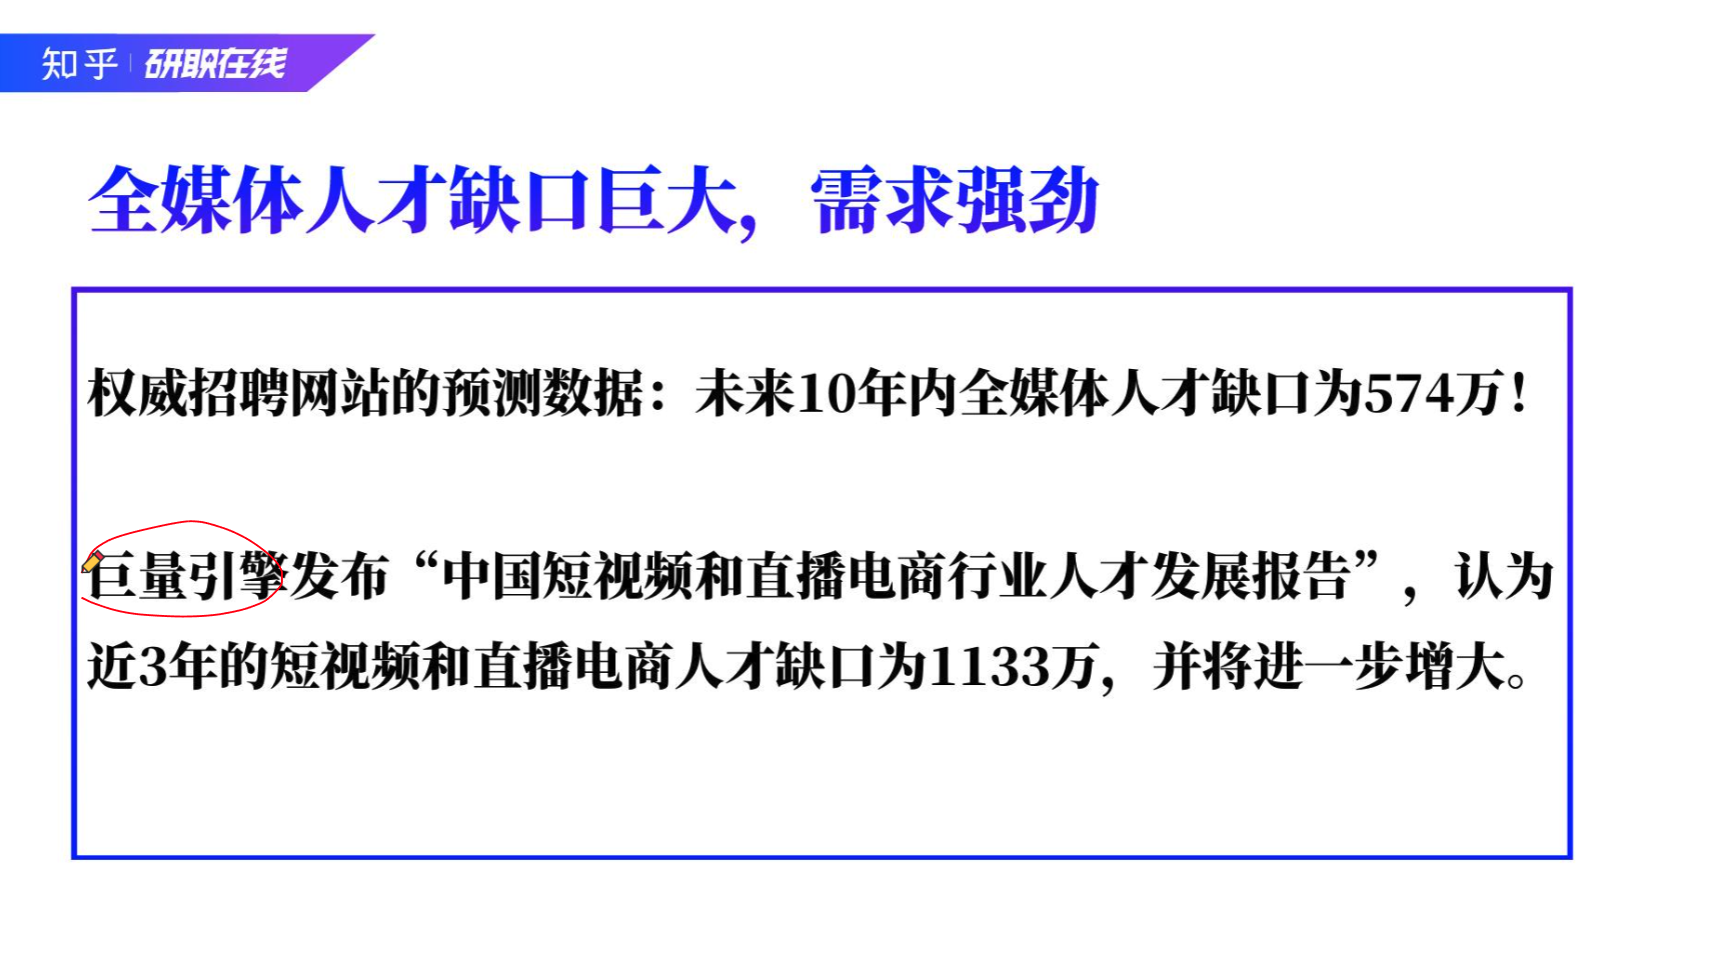 知乎 研职在线
全媒体人才缺口巨大，需求强劲
权威招聘网站的预测数据：未来10年内全媒体人才缺口为574万！
巨量引擎发布“中国短视频和直播电商行业人才发展报告”，认为
近3年的短视频和直播电商人才缺口为1133万，并将进一步增大。